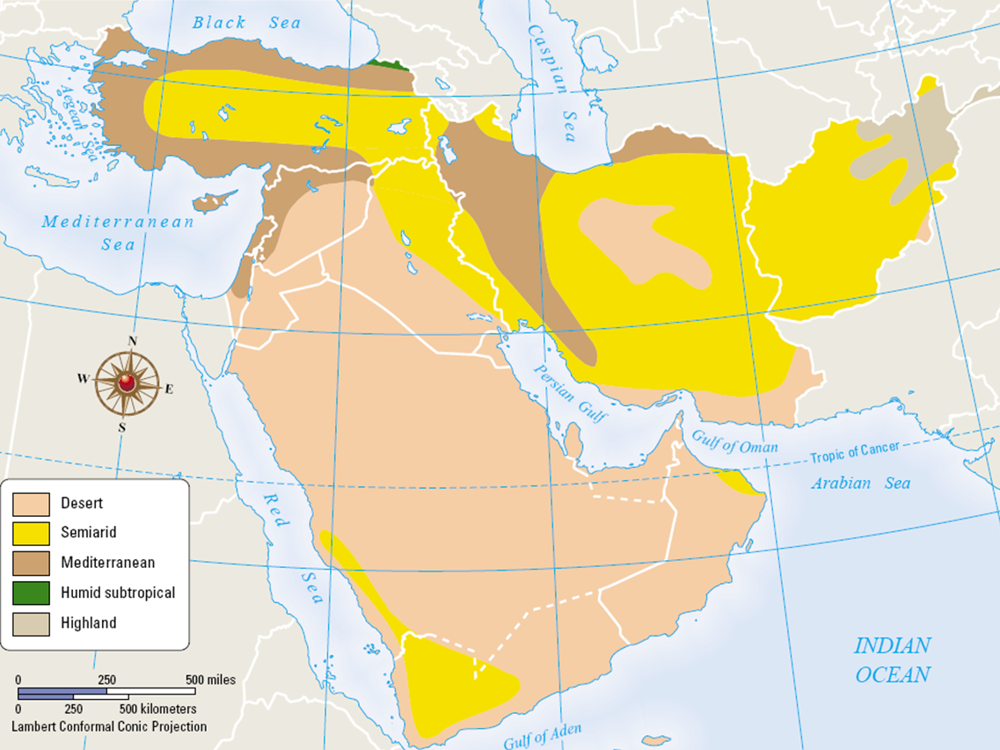 Black Sea
Caspian Sea
Aegean Sea
Mediterranean
Sea
N
W
E
S
Persian Gulf
Gulf of Oman
Tropic of Cancer
Arabian Sea
Red Sea
Desert
Semiarid
Mediterranean
Humid subtropical
Highland
INDIAN
OCEAN
0 250 500 miles
0 250 500 kilometers
Lambert Conformal Conic Projection
Gulf of Aden